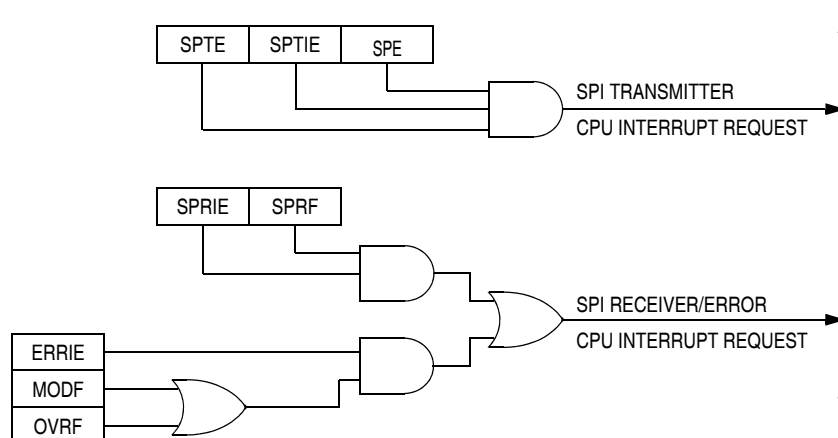 SPTE SPTIE SPE
SPI TRANSMITTER
CPU INTERRUPT REQUEST
SPRIE SPRF
SPI RECEIVER/ERROR
CPU INTERRUPT REQUEST
ERRIE
MODF
OVRF